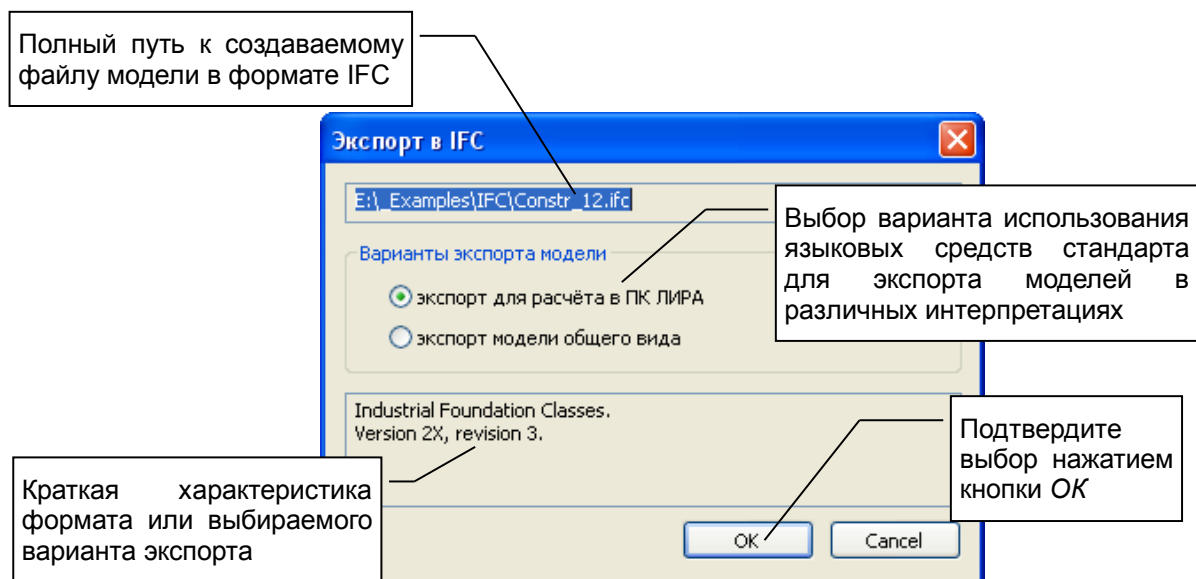 Полный путь к создаваемому
файлу модели в формате IFC
Экспорт в IFC
E:\_Examples\IFC\Constr_12.ifc
Выбор варианта использования
языковых средств стандарта
для экспорта моделей в
различных интерпретациях
Варианты экспорта модели
экспорт для расчёта в ПК ЛИРА
экспорт модели общего вида
Industrial Foundation Classes.
Version 2X, revision 3.
Подтвердите
выбор нажатием
кнопки ОК
Краткая характеристика
формата или выбираемого
варианта экспорта
OK
Cancel